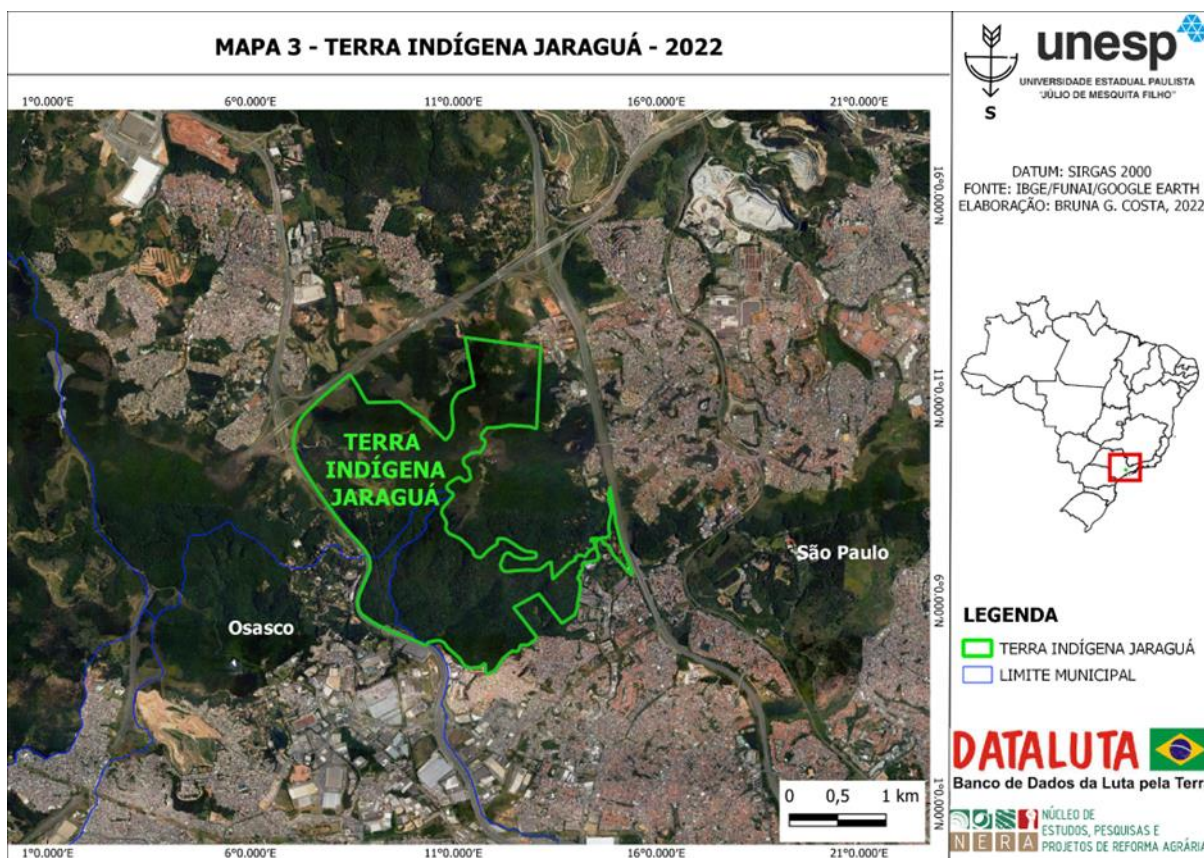 MAPA 3 - TERRA INDÍGENA JARAGUÁ - 2022
1°0.000'E 6°0.000'E 11°0.000'E 16°0.000'E 21°0.000'E
16°0.000'N
11°0.000'N
6°0.000'N
1°0.000'N
TERRA
INDÍGENA
JARAGUÁ
São Paulo
Osasco
0 0,5 1 km
1°0.000'E 6°0.000'E 11°0.000'E 16°0.000'E 21°0.000'E
S
unesp
UNIVERSIDADE ESTADUAL PAULISTA
"JÚLIO DE MESQUITA FILHO"
DATUM: SIRGAS 2000
FONTE: IBGE/FUNAI/GOOGLE EARTH
ELABORAÇÃO: BRUNA G. COSTA, 2022
LEGENDA
TERRA INDÍGENA JARAGUÁ
LIMITE MUNICIPAL
DATALUTA
Banco de Dados da Luta pela Terr
NERA
NÚCLEO DE
ESTUDOS, PESQUISAS E
PROJETOS DE REFORMA AGRÁRI